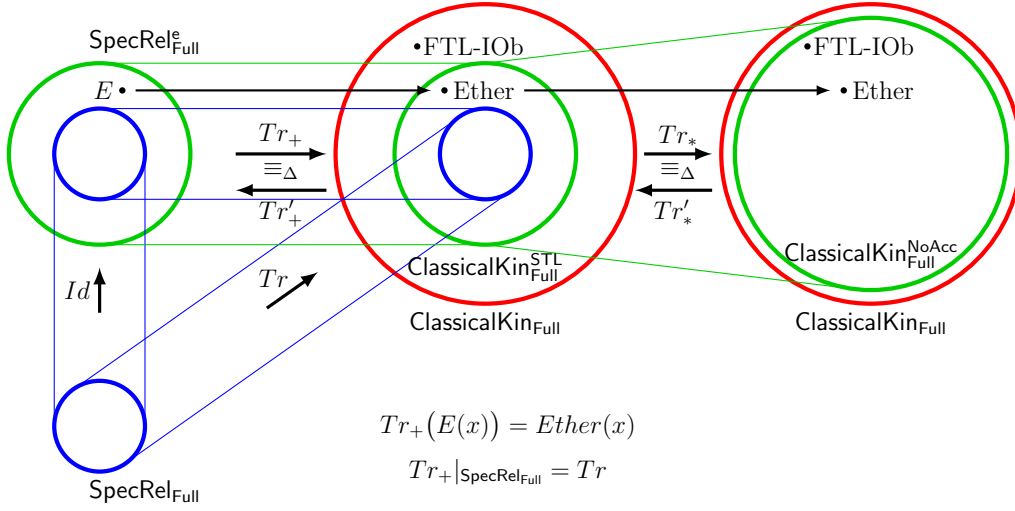 SpecRel^e_Full
•FTL-IOb
•FTL-IOb
E •
• Ether
• Ether
Tr_+
≡_Δ
Tr'_+
Tr_*
≡_Δ
Tr'_*
ClassicalKin^STL_Full
ClassicalKin^NoAcc_Full
Id
Tr
ClassicalKin_Full
ClassicalKin_Full
Tr_+(E(x)) = Ether(x)
Tr_+|_SpecRel_Full = Tr
SpecRel_Full